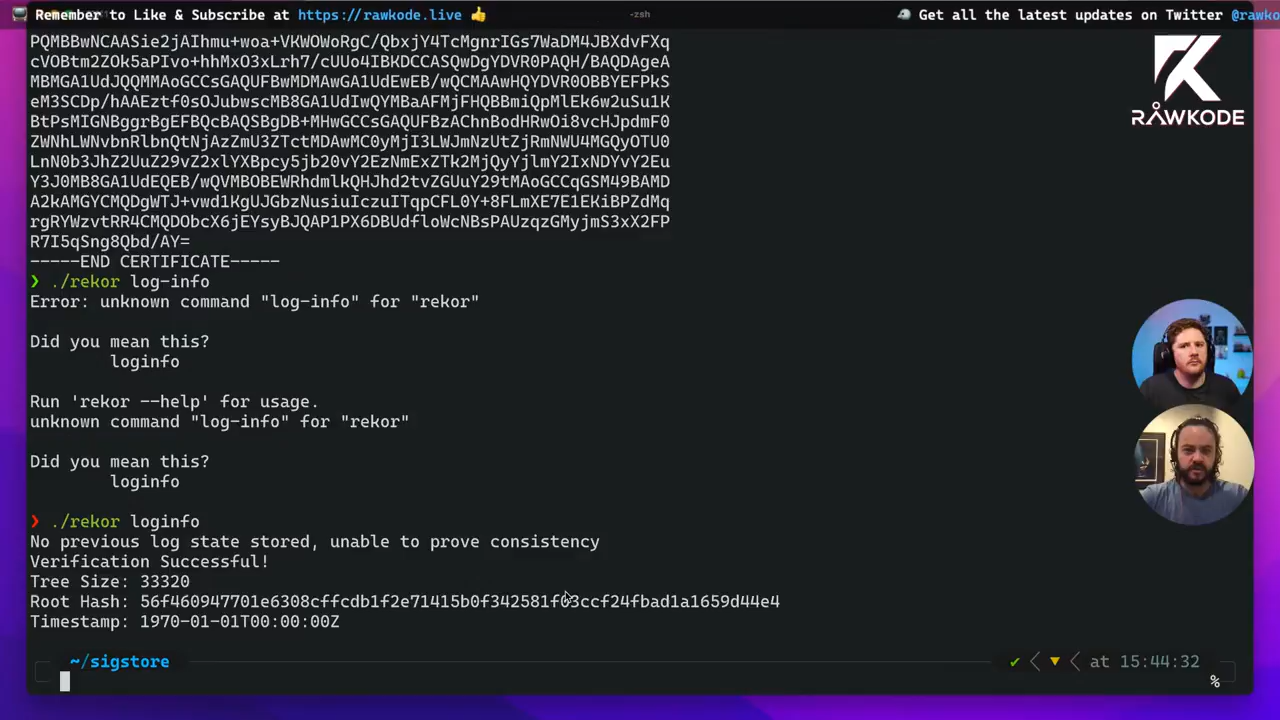 Remember to Like & Subscribe at https://rawkode.live 👍
-zsh
Get all the latest updates on Twitter @rawko
PQMBBwNCAASie2jAIhmu+woa+VKWOWoRgC/QbxjY4TcMgnrIGs7WaDM4JBXdvFXq
cVOBtm2ZOk5aPIvo+hhMxO3xLrh7/cUUo4IBKDCCASQwDgYDVR0PAQH/BAQDAgeA
MBMGA1UdJQQMMAoGCCsGAQUFBwMDMAwGA1UdEwEB/wQCMAAwHQYDVR0OBBYEFPkS
eM3SCDp/hAAEztf0sOJubwscMB8GA1UdIwQYMBaAFMjFHQBBmiQpMlEk6w2uSu1K
BtPsMIGNBggrBgEFBQcBAQSBgDB+MHwGCCsGAQUFBzAChnBodHRwOi8vcHJpdmF0
ZWNhLWNvbnRlbnQtNjAzZmU3ZTctMDAwMC0yMjI3LWJmNzUtZjRmNWU4MGQyOTU0
LnN0b3JhZ2UuZ29vZ2xlYXBpcy5jb20vY2EzNmExZTk2MjQyYjlmY2IxNDYvY2Eu
Y3J0MB8GA1UdEQEB/wQVMBOBEWRhdmlkQHJhd2tvZGUuY29tMAoGCCqGSM49BAMD
A2kAMGYCMQDgWTJ+vwd1KgUJGbzNusiuIczuITqpCFL0Y+8FLmXE7E1EKiBPZdMq
rgRYWzvtRR4CMQDObcX6jEYsyBJQAP1PX6DBUdfloWcNBsPAUzqzGMyjmS3xX2FP
R7I5qSng8Qbd/AY=
-----END CERTIFICATE-----
❯ ./rekor log-info
Error: unknown command "log-info" for "rekor"
Did you mean this?
loginfo
Run 'rekor --help' for usage.
unknown command "log-info" for "rekor"
Did you mean this?
loginfo
❯ ./rekor loginfo
No previous log state stored, unable to prove consistency
Verification Successful!
Tree Size: 33320
Root Hash: 56f460947701e6308cffcdb1f2e71415b0f342581f03ccf24fbad1a1659d44e4
Timestamp: 1970-01-01T00:00:00Z
~/sigstore
✔ at 15:44:32
%
RAWKODE